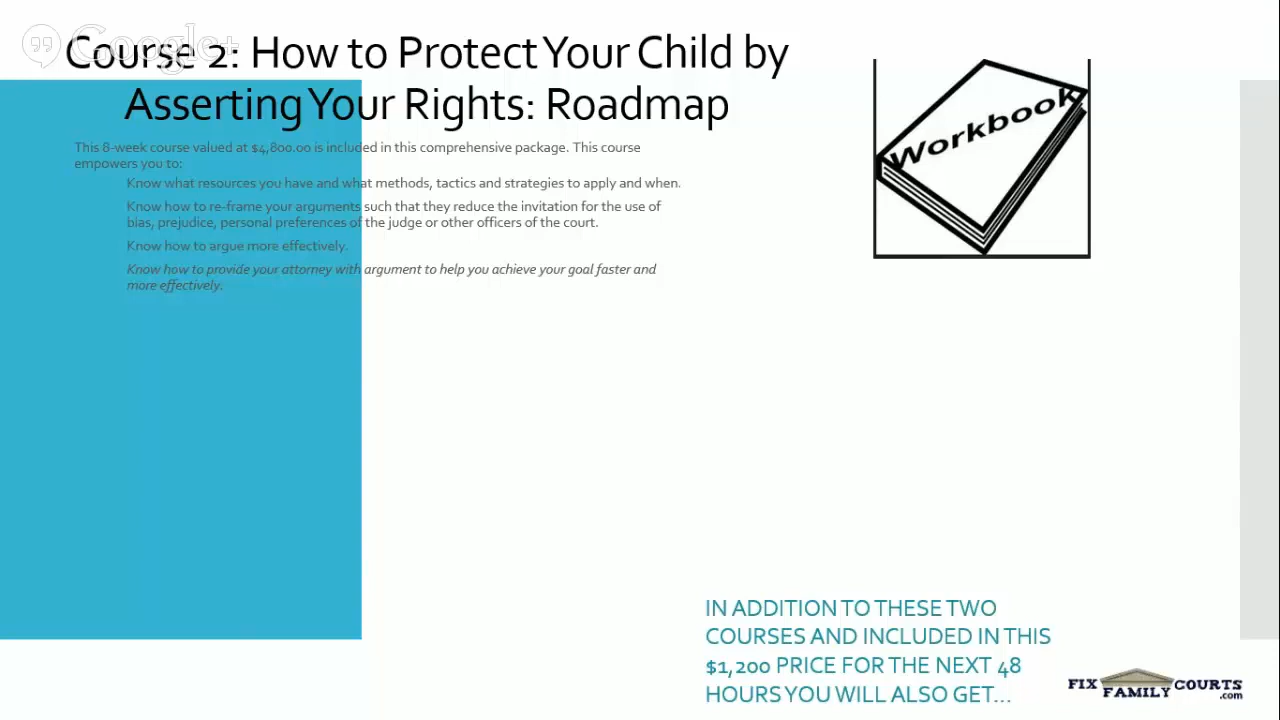 Google+
Course 2: How to Protect Your Child by
Asserting Your Rights: Roadmap
This 8-week course valued at $4,800.00 is included in this comprehensive package. This course
empowers you to:
Know what resources you have and what methods, tactics and strategies to apply and when.
Know how to re-frame your arguments such that they reduce the invitation for the use of
bias, prejudice, personal preferences of the judge or other officers of the court.
Know how to argue more effectively.
Know how to provide your attorney with argument to help you achieve your goal faster and
more effectively.
Workbook
IN ADDITION TO THESE TWO
COURSES AND INCLUDED IN THIS
$1,200 PRICE FOR THE NEXT 48
HOURS YOU WILL ALSO GET...
FIX FAMILY COURTS
.com